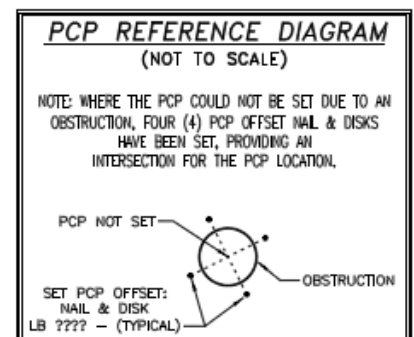 PCP REFERENCE DIAGRAM
(NOT TO SCALE)
NOTE: WHERE THE PCP COULD NOT BE SET DUE TO AN
OBSTRUCTION, FOUR (4) PCP OFFSET NAIL & DISKS
HAVE BEEN SET, PROVIDING AN
INTERSECTION FOR THE PCP LOCATION.
PCP NOT SET
OBSTRUCTION
SET PCP OFFSET:
NAIL & DISK
LB ???? – (TYPICAL)